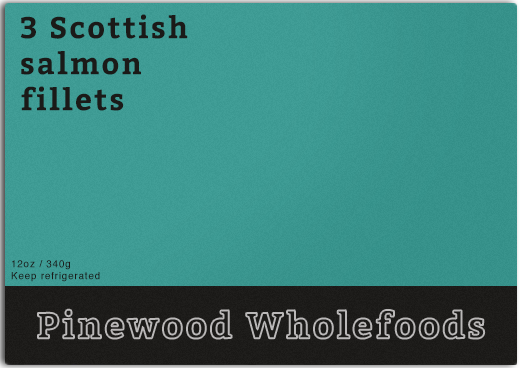 3 Scottish
salmon
fillets
12oz / 340g
Keep refrigerated
Pinewood Wholefoods